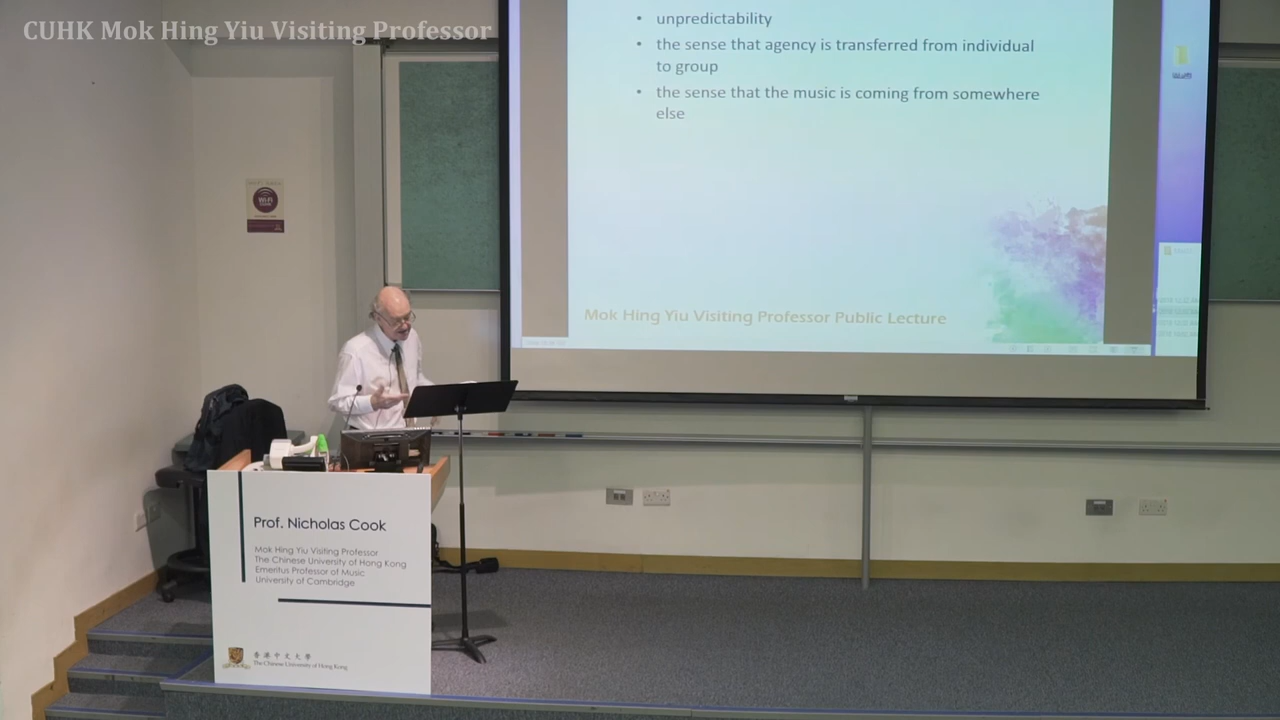 CUHK Mok Hing Yiu Visiting Professor
• unpredictability
• the sense that agency is transferred from individual
to group
• the sense that the music is coming from somewhere
else
Mok Hing Yiu Visiting Professor Public Lecture
Wi-Fi
Prof. Nicholas Cook
Mok Hing Yiu Visiting Professor
The Chinese University of Hong Kong
Emeritus Professor of Music
University of Cambridge
香港中文大學
The Chinese University of Hong Kong